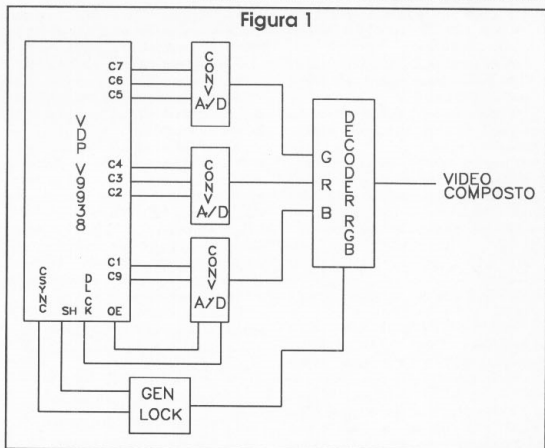 Figura 1
VDP V9938
C7
C6
C5
C4
C3
C2
C1
C9
CSYNC
SH
DLCK
OE
CONV
A/D
CONV
A/D
CONV
A/D
G
R
B
DECODER RGB
VIDEO
COMPOSTO
GEN
LOCK